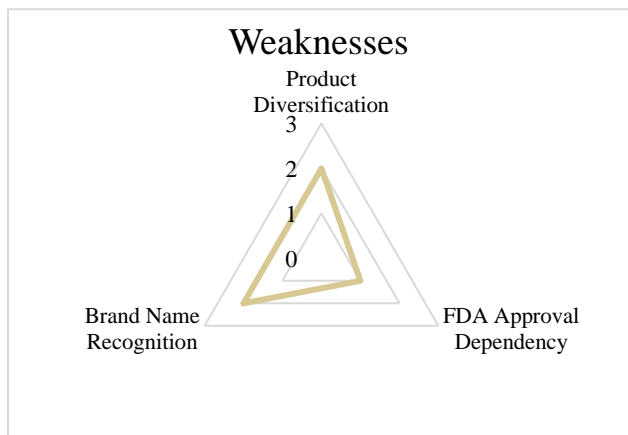 Weaknesses
Product
Diversification
3
2
1
0
Brand Name
Recognition
FDA Approval
Dependency